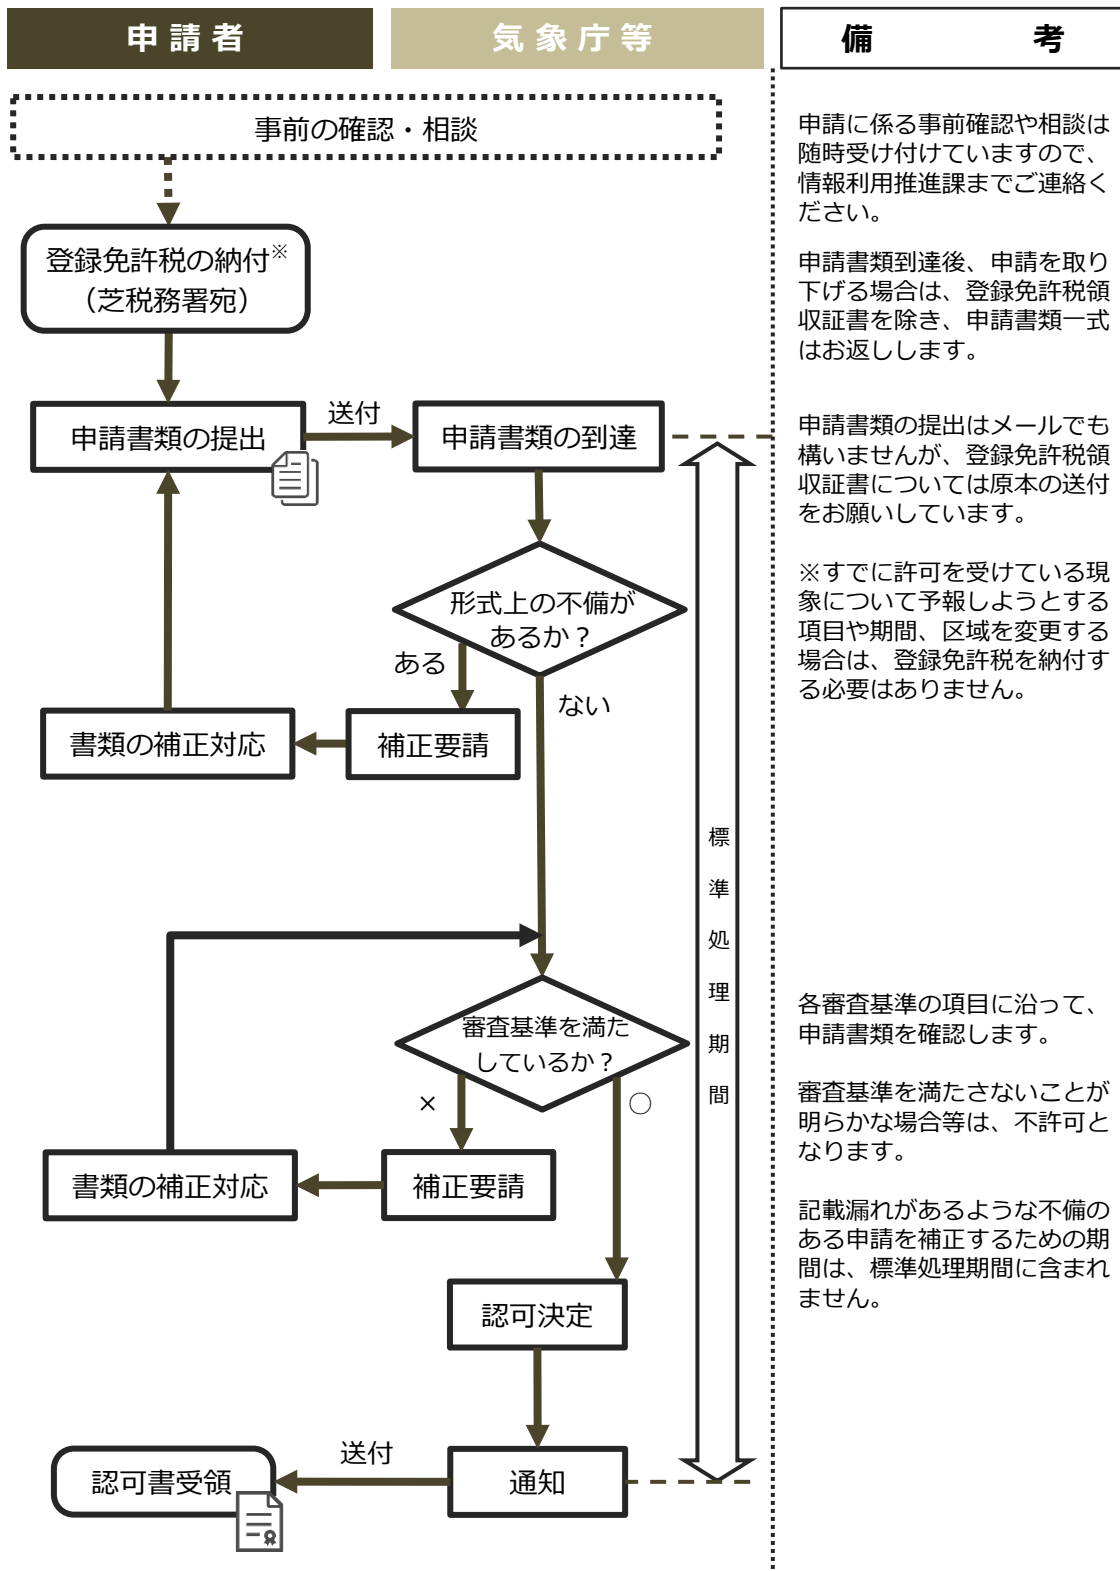 申請者
気象庁等
備　　考
事前の確認・相談
申請に係る事前確認や相談は
随時受け付けていますので、
情報利用推進課までご連絡く
ださい。
登録免許税の納付※
（芝税務署宛）
申請書類到達後、申請を取り
下げる場合は、登録免許税領
収証書を除き、申請書類一式
はお返しします。
申請書類の提出
送付
申請書類の到達
申請書類の提出はメールでも
構いませんが、登録免許税領
収証書については原本の送付
をお願いしています。
形式上の不備が
あるか？
ある
ない
※すでに許可を受けている現
象について予報しようとする
項目や期間、区域を変更する
場合は、登録免許税を納付す
る必要はありません。
書類の補正対応
補正要請
標準処理期間
審査基準を満た
しているか？
×
○
各審査基準の項目に沿って、
申請書類を確認します。
審査基準を満たさないことが
明らかな場合等は、不許可と
なります。
書類の補正対応
補正要請
記載漏れがあるような不備の
ある申請を補正するための期
間は、標準処理期間に含まれ
ません。
認可決定
認可書受領
送付
通知